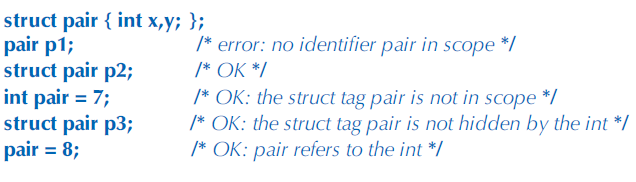 struct pair { int x,y; };
pair p1; /* error: no identifier pair in scope */
struct pair p2; /* OK */
int pair = 7; /* OK: the struct tag pair is not in scope */
struct pair p3; /* OK: the struct tag pair is not hidden by the int */
pair = 8; /* OK: pair refers to the int */